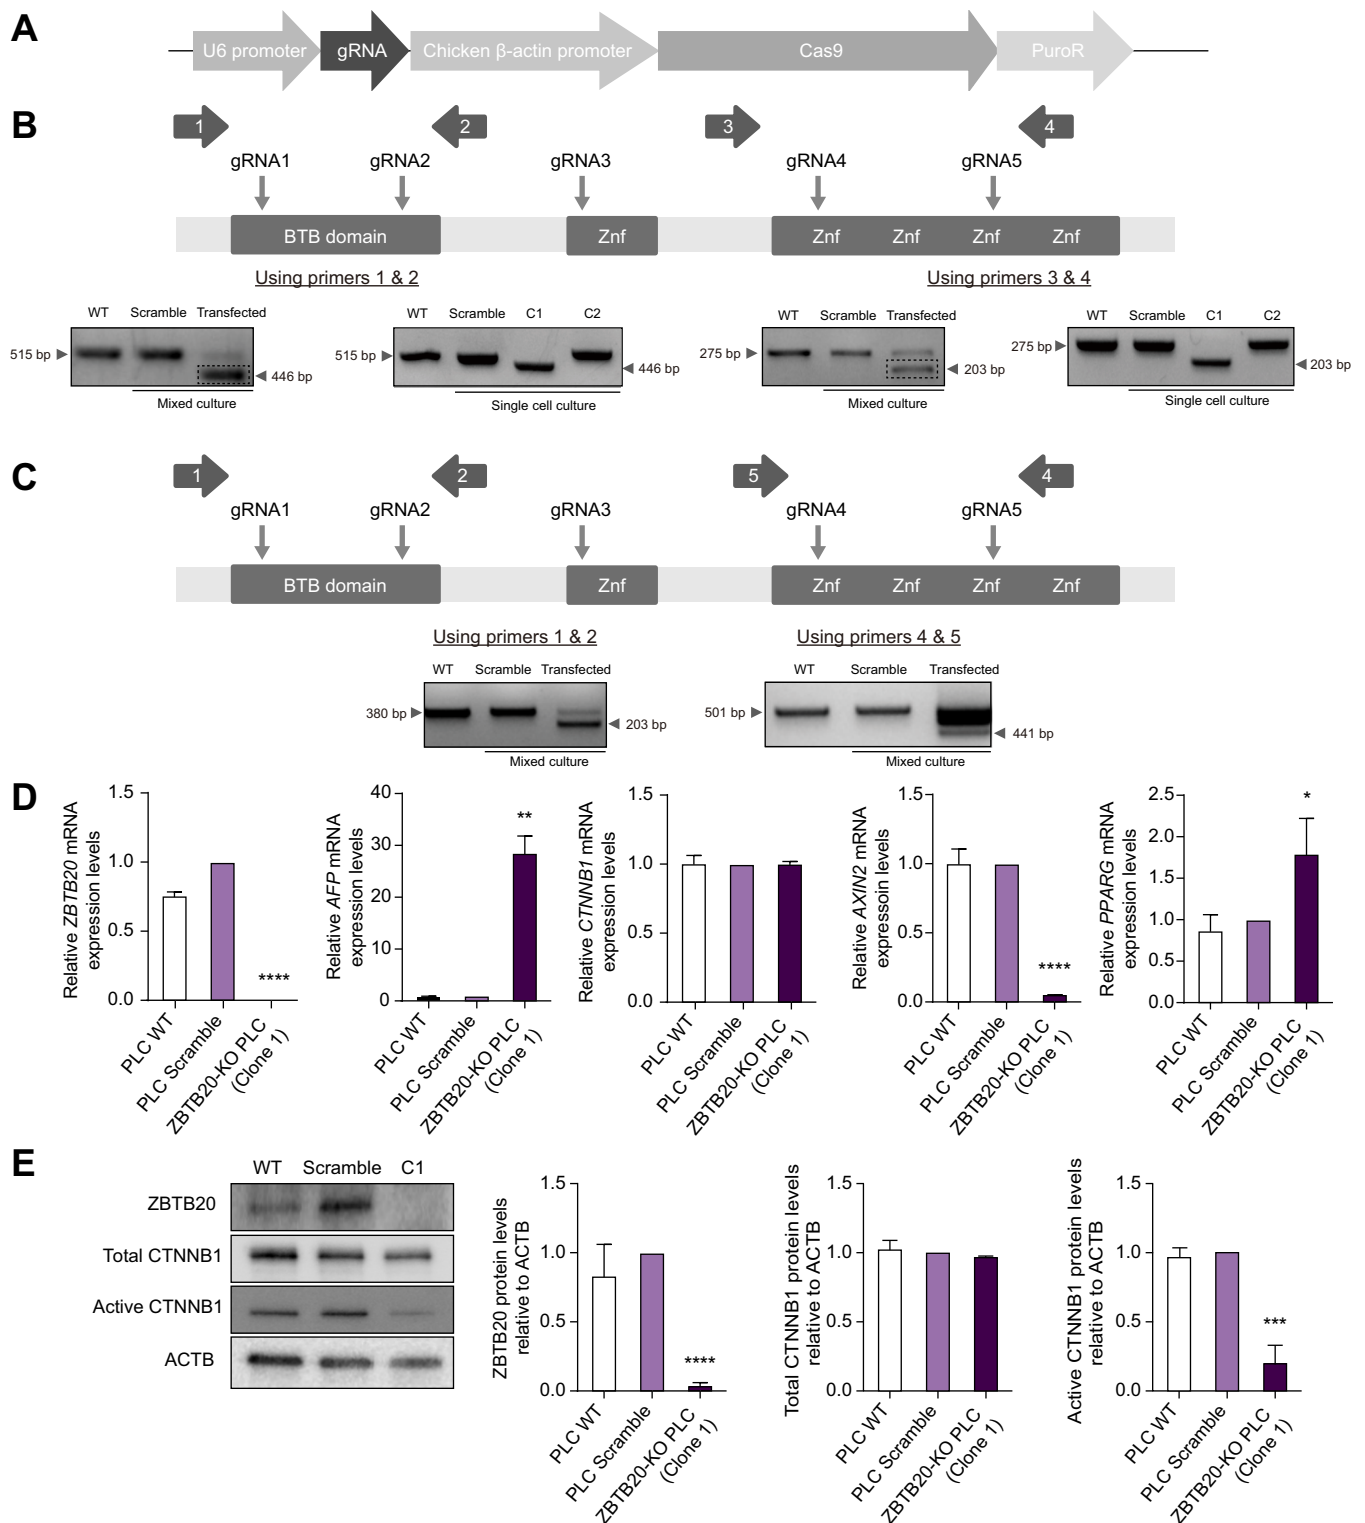 A
U6 promoter
gRNA
Chicken β-actin promoter
Cas9
PuroR
B
1
2
3
4
gRNA1
gRNA2
gRNA3
gRNA4
gRNA5
BTB domain
Znf
Znf
Znf
Znf
Znf
Using primers 1 & 2
Using primers 3 & 4
WT
Scramble
Transfected
515 bp
446 bp
Mixed culture
WT
Scramble
C1
C2
515 bp
446 bp
Single cell culture
WT
Scramble
Transfected
275 bp
203 bp
Mixed culture
WT
Scramble
C1
C2
275 bp
203 bp
Single cell culture
C
1
2
5
4
gRNA1
gRNA2
gRNA3
gRNA4
gRNA5
BTB domain
Znf
Znf
Znf
Znf
Znf
Using primers 1 & 2
Using primers 4 & 5
WT
Scramble
Transfected
380 bp
203 bp
Mixed culture
WT
Scramble
Transfected
501 bp
441 bp
Mixed culture
D
Relative ZBTB20 mRNA
expression levels
1.5
1.0
0.5
0.0
****
PLC WT
PLC Scramble
ZBTB20-KO PLC
(Clone 1)
Relative AFP mRNA
expression levels
40
30
20
10
0
**
PLC WT
PLC Scramble
ZBTB20-KO PLC
(Clone 1)
Relative CTNNB1 mRNA
expression levels
1.5
1.0
0.5
0.0
PLC WT
PLC Scramble
ZBTB20-KO PLC
(Clone 1)
Relative AXIN2 mRNA
expressoin levels
1.5
1.0
0.5
0.0
****
PLC WT
PLC Scramble
ZBTB20-KO PLC
(Clone 1)
Relative PPARG mRNA
expression levels
2.5
2.0
1.5
1.0
0.5
0.0
*
PLC WT
PLC Scramble
ZBTB20-KO PLC
(Clone 1)
E
WT
Scramble
C1
ZBTB20
Total CTNNB1
Active CTNNB1
ACTB
ZBTB20 protein levels
relative to ACTB
1.5
1.0
0.5
0.0
****
PLC WT
PLC Scramble
ZBTB20-KO PLC
(Clone 1)
Total CTNNB1 protein levels
relative to ACTB
1.5
1.0
0.5
0.0
PLC WT
PLC Scramble
ZBTB20-KO PLC
(Clone 1)
Active CTNNB1 protein levels
relative to ACTB
1.5
1.0
0.5
0.0
***
PLC WT
PLC Scramble
ZBTB20-KO PLC
(Clone 1)